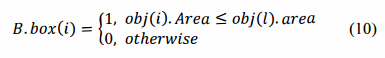 B.box(i) = {1, obj(i).Area ≤ obj(l).area
{0, otherwise (10)